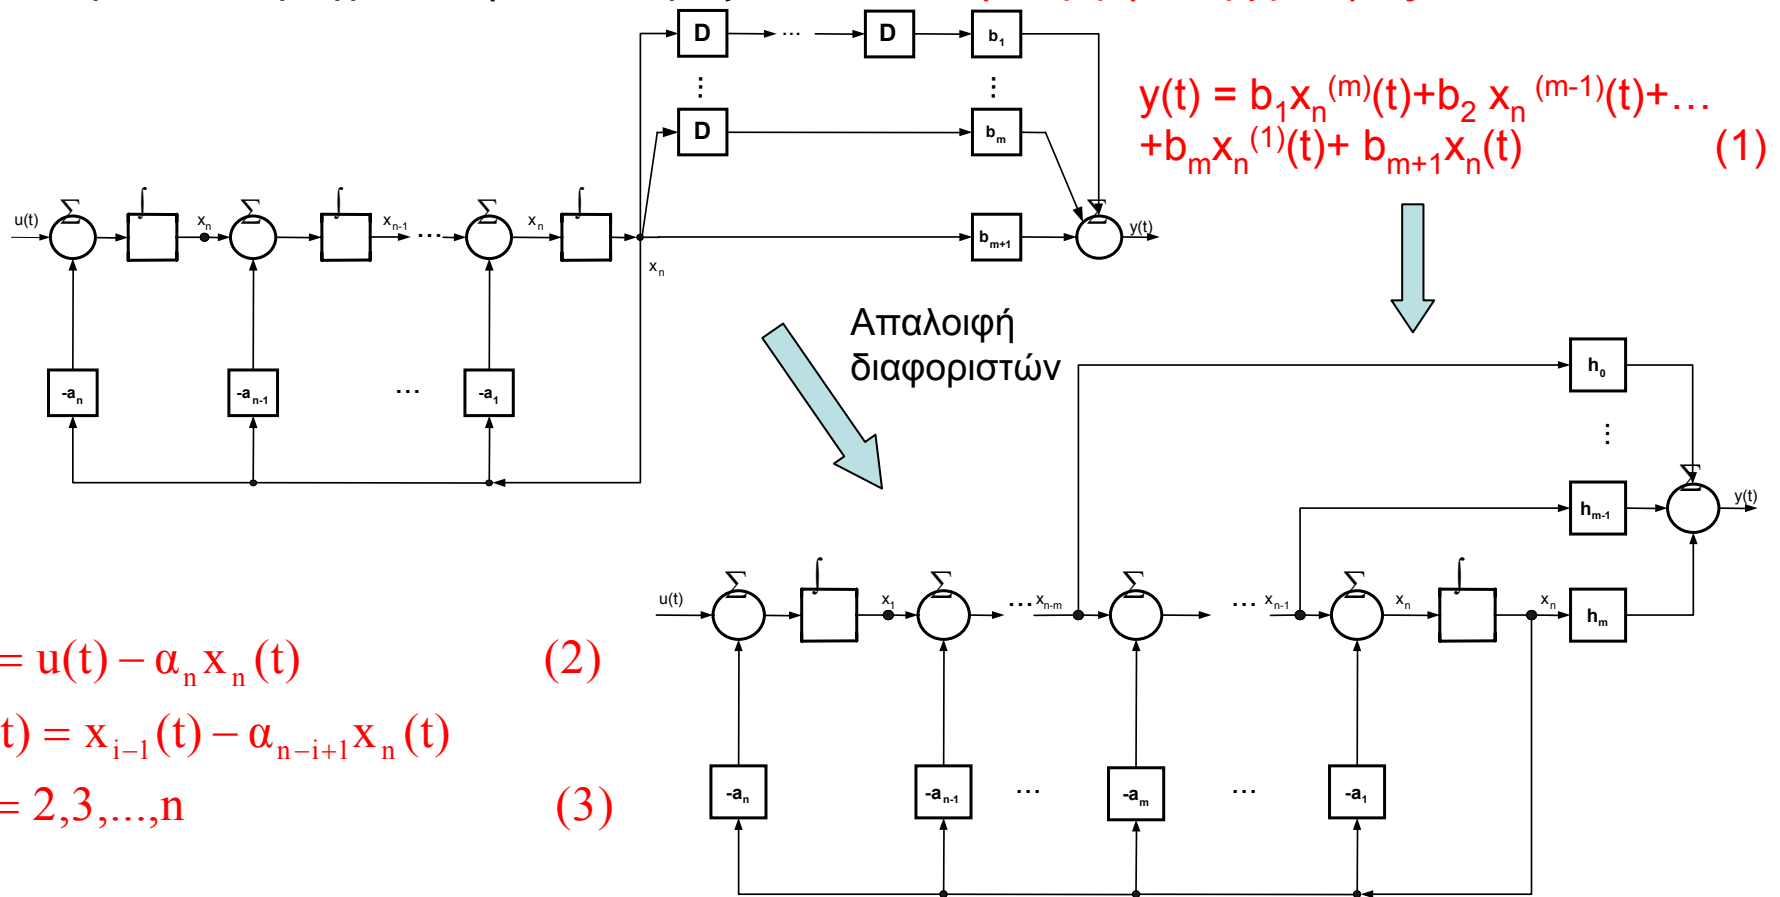 D ... D b₁
⋮ ⋮
D bₘ
y(t) = b₁xₙ⁽ᵐ⁾(t)+b₂ xₙ ⁽ᵐ⁻¹⁾(t)+...
+bₘxₙ⁽¹⁾(t)+ bₘ₊₁xₙ(t) (1)
u(t) Σ ∫ xₙ Σ ∫ xₙ₋₁ ... Σ xₙ ∫ bₘ₊₁ Σ y(t)
xₙ
Απαλοιφή
διαφοριστών
-aₙ -aₙ₋₁ ... -a₁
h₀
⋮
hₘ₋₁ Σ y(t)
u(t) Σ ∫ x₁ Σ ... xₙ₋ₘ Σ ... xₙ₋₁ Σ xₙ ∫ xₙ hₘ
= u(t) − αₙxₙ(t) (2)
t) = xᵢ₋₁(t) − αₙ₋ᵢ₊₁xₙ(t)
= 2,3,...,n (3)
-aₙ -aₙ₋₁ ... -aₘ ... -a₁